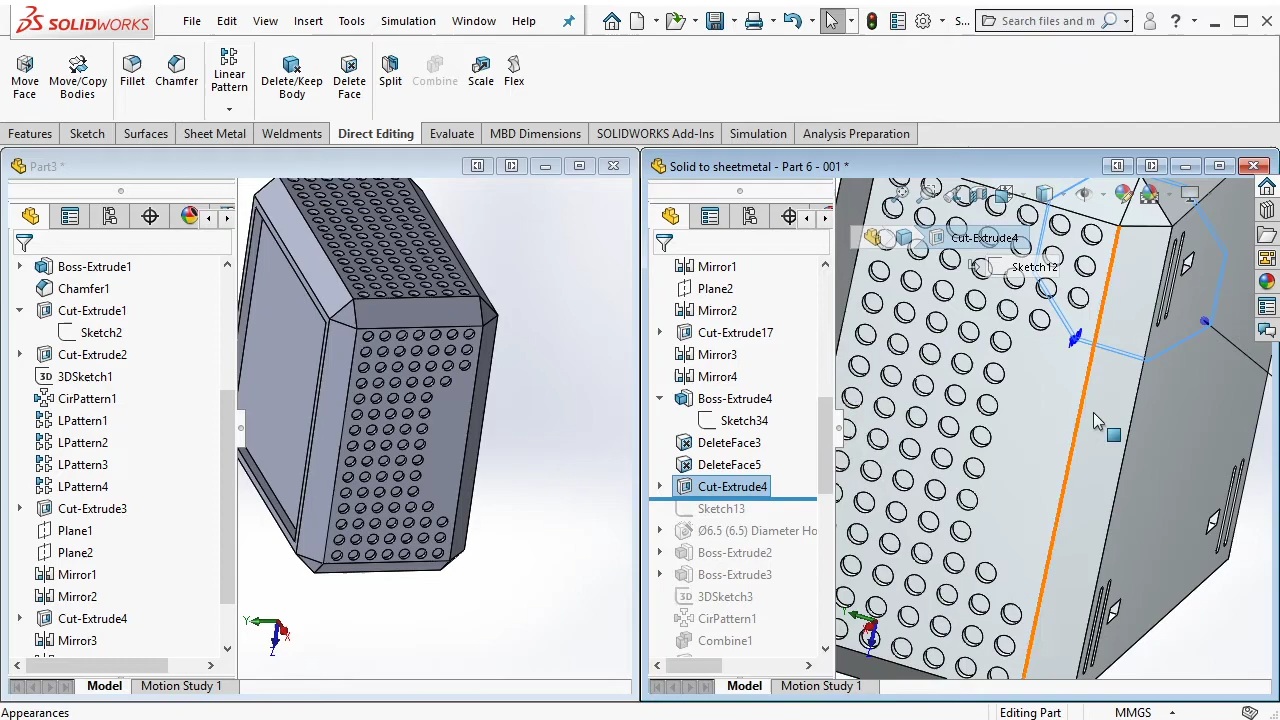 SOLIDWORKS File Edit View Insert Tools Simulation Window Help S... Search files and m ?
Move Face Move/Copy Bodies Fillet Chamfer Linear Pattern Delete/Keep Body Delete Face Split Combine Scale Flex
Features Sketch Surfaces Sheet Metal Weldments Direct Editing Evaluate MBD Dimensions SOLIDWORKS Add-Ins Simulation Analysis Preparation
Part3 *
Boss-Extrude1
Chamfer1
Cut-Extrude1
Sketch2
Cut-Extrude2
3D 3DSketch1
CirPattern1
LPattern1
LPattern2
LPattern3
LPattern4
Cut-Extrude3
Plane1
Plane2
Mirror1
Mirror2
Cut-Extrude4
Mirror3
Y X Z
Model Motion Study 1
Solid to sheetmetal - Part 6 - 001 *
Mirror1
Plane2
Mirror2
Cut-Extrude17
Mirror3
Mirror4
Boss-Extrude4
Sketch34
DeleteFace3
DeleteFace5
Cut-Extrude4
Sketch13
Ø6.5 (6.5) Diameter Ho
Boss-Extrude2
Boss-Extrude3
3D 3DSketch3
CirPattern1
Combine1
Cut-Extrude4
Sketch12
Y X Z
Model Motion Study 1
Appearances Editing Part MMGS